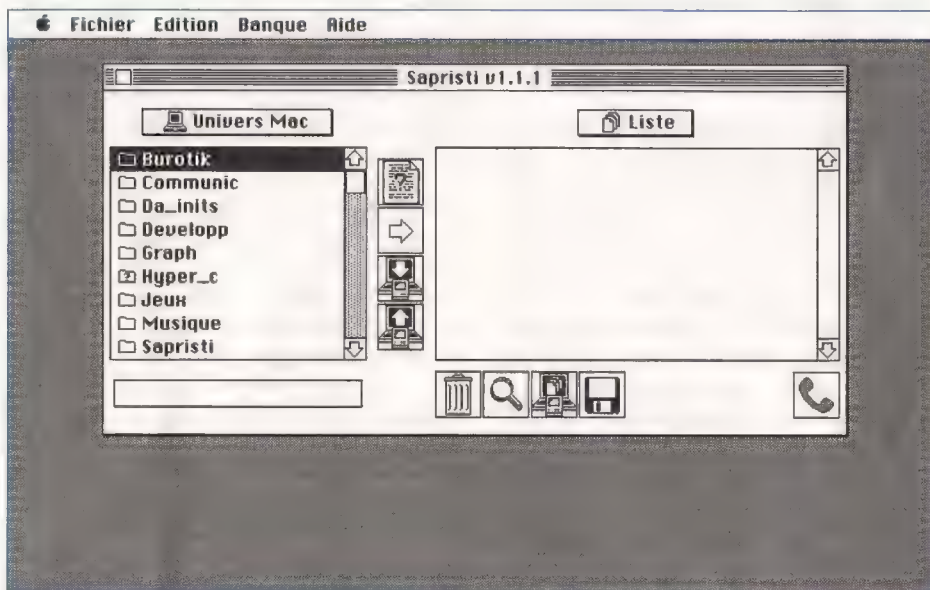 Fichier Edition Banque Aide
Sapristi v1.1.1
Univers Mac
Liste
Burotik
Communic
Da_inits
Developp
Graph
Hyper_c
Jeux
Musique
Sapristi